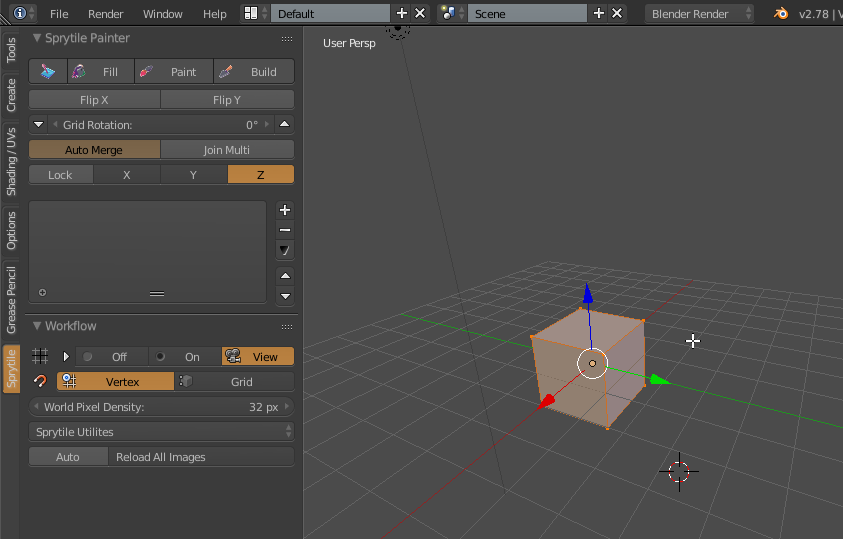 File Render Window Help Default Scene Blender Render v2.78 | V
Sprytile Painter
User Persp
Fill Paint Build
Flip X Flip Y
Grid Rotation: 0°
Auto Merge Join Multi
Lock X Y Z
Workflow
Off On View
Vertex Grid
World Pixel Density: 32 px
Sprytile Utilites
Auto Reload All Images
Tools
Create
Shading / UVs
Options
Grease Pencil
Sprytile